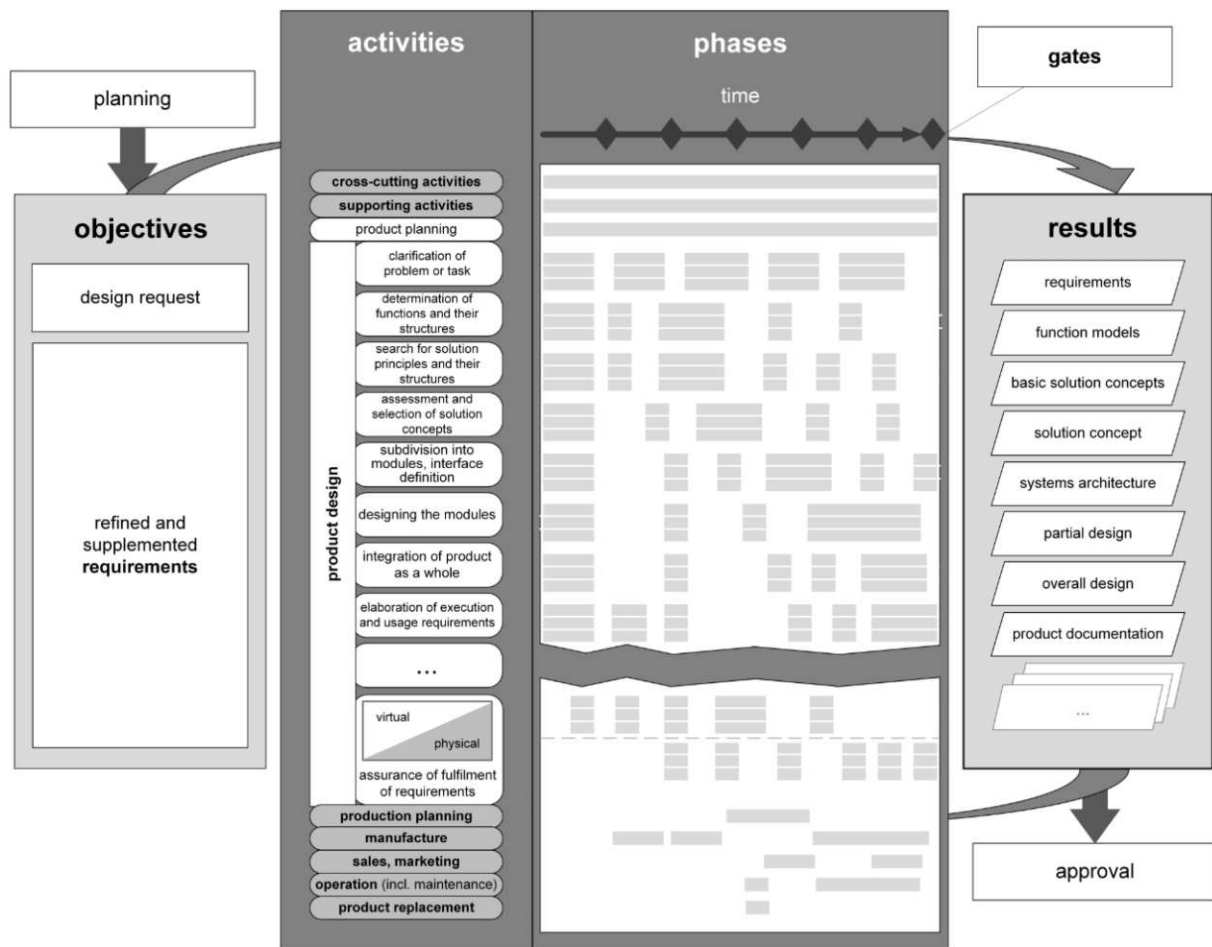 activities
phases
gates
planning
time
objectives
design request
refined and
supplemented
requirements
cross-cutting activities
supporting activities
product planning
product design
clarification of
problem or task
determination of
functions and their
structures
search for solution
principles and their
structures
assessment and
selection of solution
concepts
subdivision into
modules, interface
definition
designing the modules
integration of product
as a whole
elaboration of execution
and usage requirements
...
virtual
physical
assurance of fulfilment
of requirements
production planning
manufacture
sales, marketing
operation (incl. maintenance)
product replacement
results
requirements
function models
basic solution concepts
solution concept
systems architecture
partial design
overall design
product documentation
...
approval